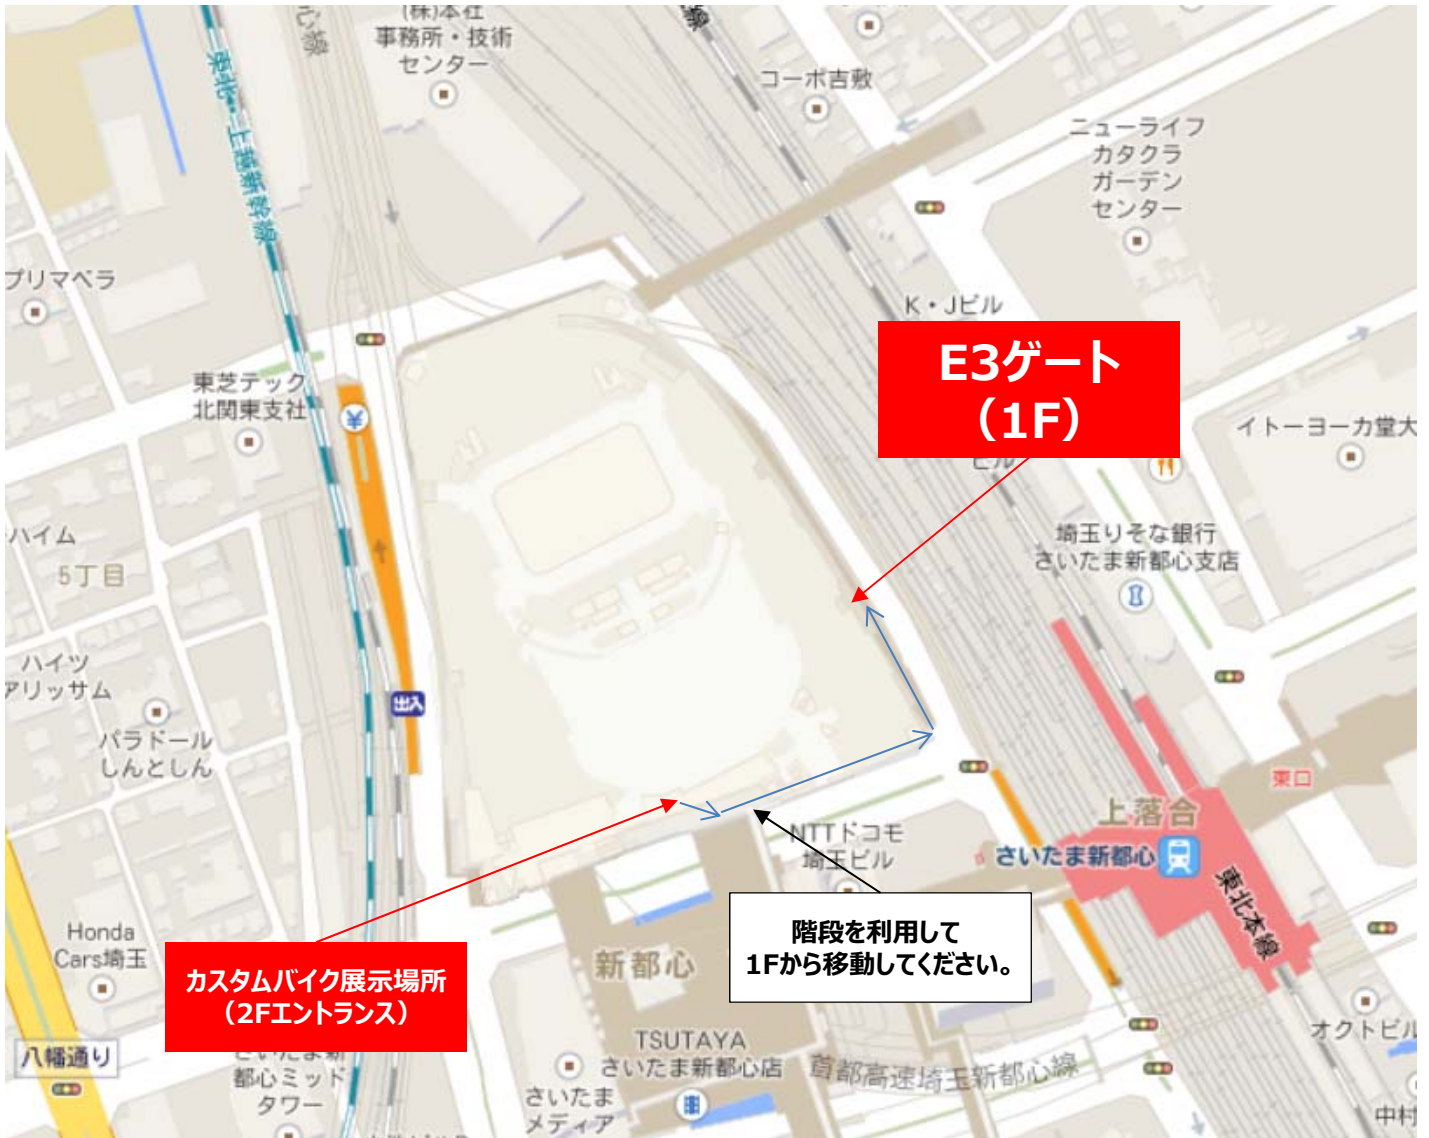 (株)本社
事務所・技術
センター
心線
東北・上越新幹線
コーポ吉敷
ニューライフ
カタクラ
ガーデン
センター
プリマベラ
K・Jビル
E3ゲート
（1F）
東芝テック
北関東支社
イトーヨーカ堂大
ビル
ハイム
5丁目
埼玉りそな銀行
さいたま新都心支店
ハイツ
アリッサム
出入
パラドール
しんとしん
東口
上落合
NTTドコモ
埼玉ビル
さいたま新都心
東北本線
階段を利用して
1Fから移動してください。
Honda
Cars埼玉
新都心
カスタムバイク展示場所
（2Fエントランス）
オクトビル
TSUTAYA
さいたま新都心店
首都高速埼玉新都心線
八幡通り
さいたま新
都心ミッド
タワー
さいたま
メディア
中村